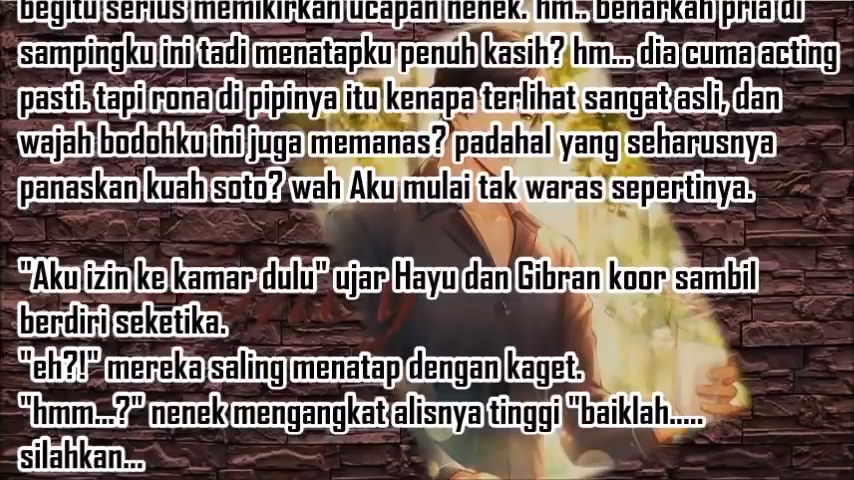 begitu serius memikirkan ucapan nenek. hm.. benarkah pria di
sampingku ini tadi menatapku penuh kasih? hm... dia cuma acting
pasti. tapi rona di pipinya itu kenapa terlihat sangat asli, dan
wajah bodohku ini juga memanas? padahal yang seharusnya
panaskan kuah soto? wah Aku mulai tak waras sepertinya.
"Aku izin ke kamar dulu" ujar Hayu dan Gibran koor sambil
berdiri seketika.
"eh?!" mereka saling menatap dengan kaget.
"hmm...?" nenek mengangkat alisnya tinggi "baiklah.....
silahkan...